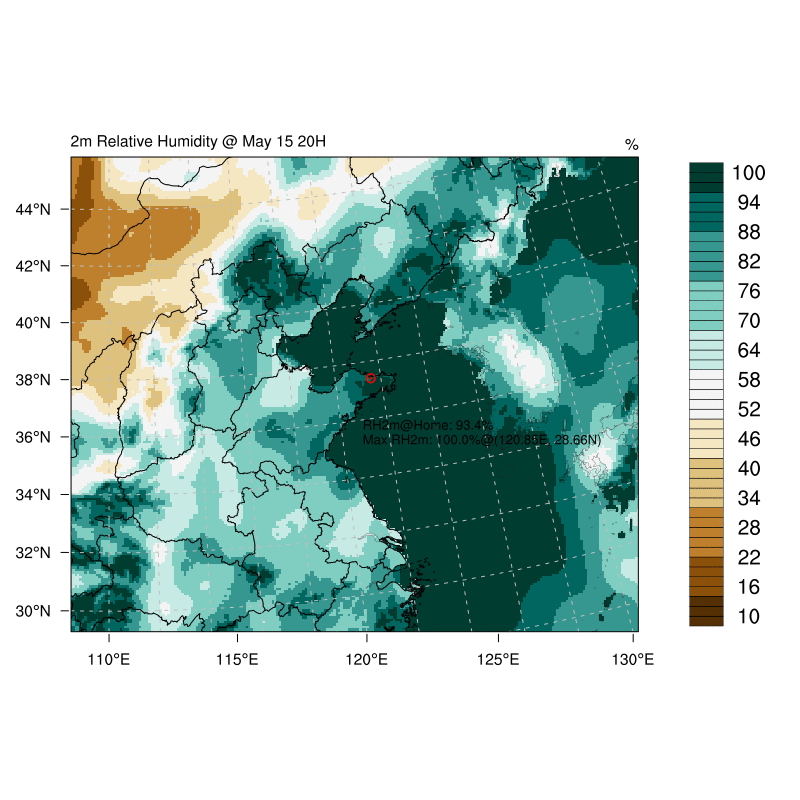 2m Relative Humidity @ May 15 20H
%
44°N
42°N
40°N
38°N
36°N
34°N
32°N
30°N
110°E
115°E
120°E
125°E
130°E
RH2m@Home: 93.4%
Max RH2m: 100.0%@(120.85E, 28.66N)
100
94
88
82
76
70
64
58
52
46
40
34
28
22
16
10